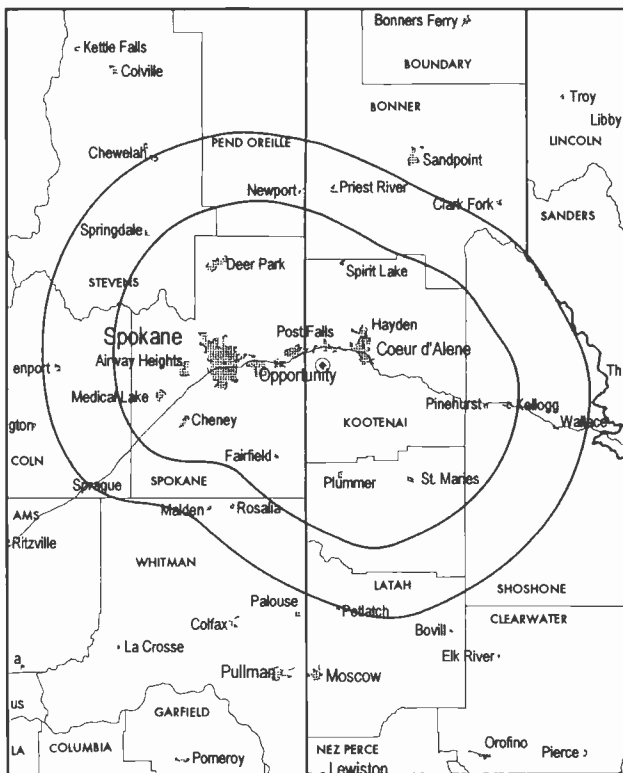 Bonners Ferry
Kettle Falls
Colville
BOUNDARY
BONNER
Troy
Libby
LINCOLN
Chewelah
PEND OREILLE
Sandpoint
Newport
Priest River
Clark Fork
SANDERS
Springdale
Deer Park
Spirit Lake
STEVENS
Hayden
Spokane
Post Falls
Coeur d'Alene
Airway Heights
enport
Opportunity
Th
Medical Lake
Pinehurst
Kellogg
Cheney
KOOTENAI
Wallace
gton
Fairfield
COLN
Sprague
SPOKANE
Plummer
St. Maries
AMS
Malden
Rosalia
Ritzville
WHITMAN
LATAH
SHOSHONE
Palouse
Potlatch
CLEARWATER
Colfax
Bovill
La Crosse
Elk River
a
Pullman
Moscow
us
GARFIELD
LA
COLUMBIA
NEZ PERCE
Orofino
Pierce
Pomeroy
Lewiston